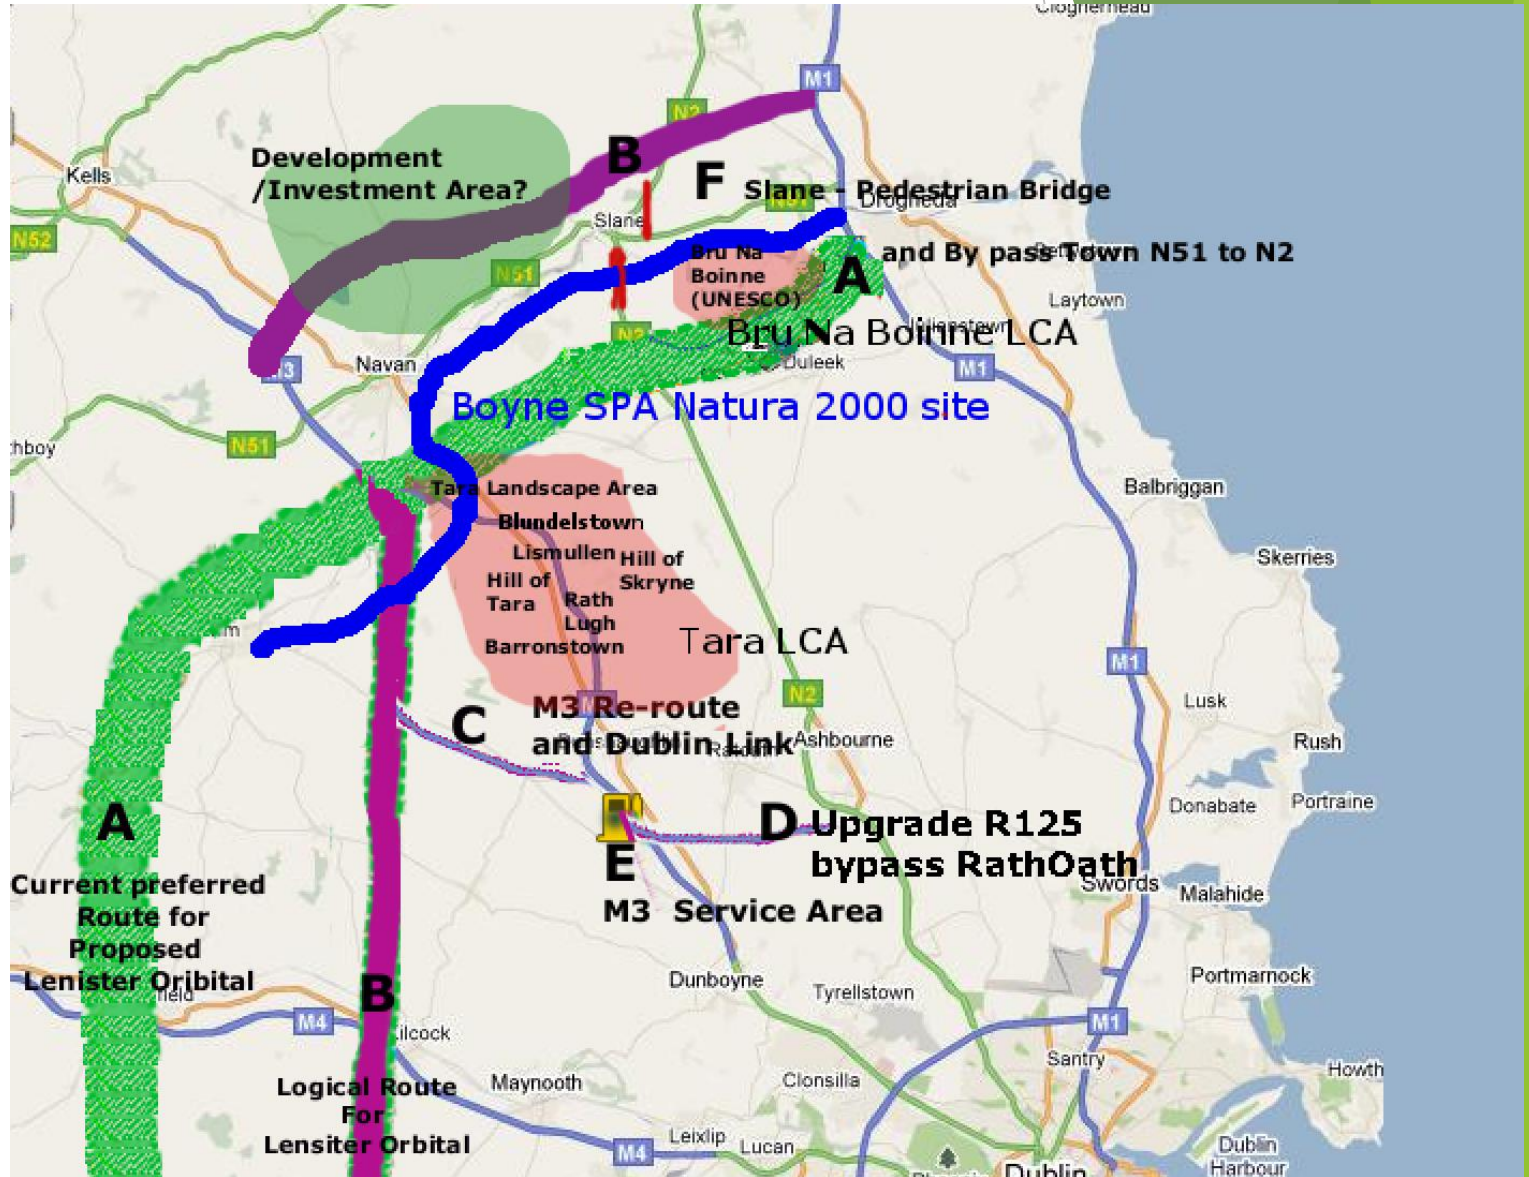 Clogherhead
M1
N2
Development
/Investment Area?
Kells
B
F Slane - Pedestrian Bridge
N51
Drogheda
Slane
N52
and By pass Town N51 to N2
Bru Na
Boinne
(UNESCO)
A
N51
Laytown
N2
Bru Na Boinne LCA
Julianstown
Duleek
M1
Navan
M3
Boyne SPA Natura 2000 site
N51
hboy
Tara Landscape Area
Balbriggan
Blundelstown
Lismullen
Hill of
Skryne
Skerries
Hill of
Tara
Rath
Lugh
Barronstown
Tara LCA
m
M1
N2
Lusk
C
M3 Re-route
and Dublin Link
Ashbourne
Rush
Donabate
Portraine
A
D
Upgrade R125
bypass RathOath
E
Swords
Malahide
Current preferred
Route for
Proposed
Lenister Oribital
M3 Service Area
field
B
Dunboyne
Tyrellstown
Portmarnock
M4
ilcock
M1
Santry
Howth
Logical Route
For
Lensiter Orbital
Maynooth
Clonsilla
M4
Leixlip
Lucan
Dublin
Harbour
Dublin